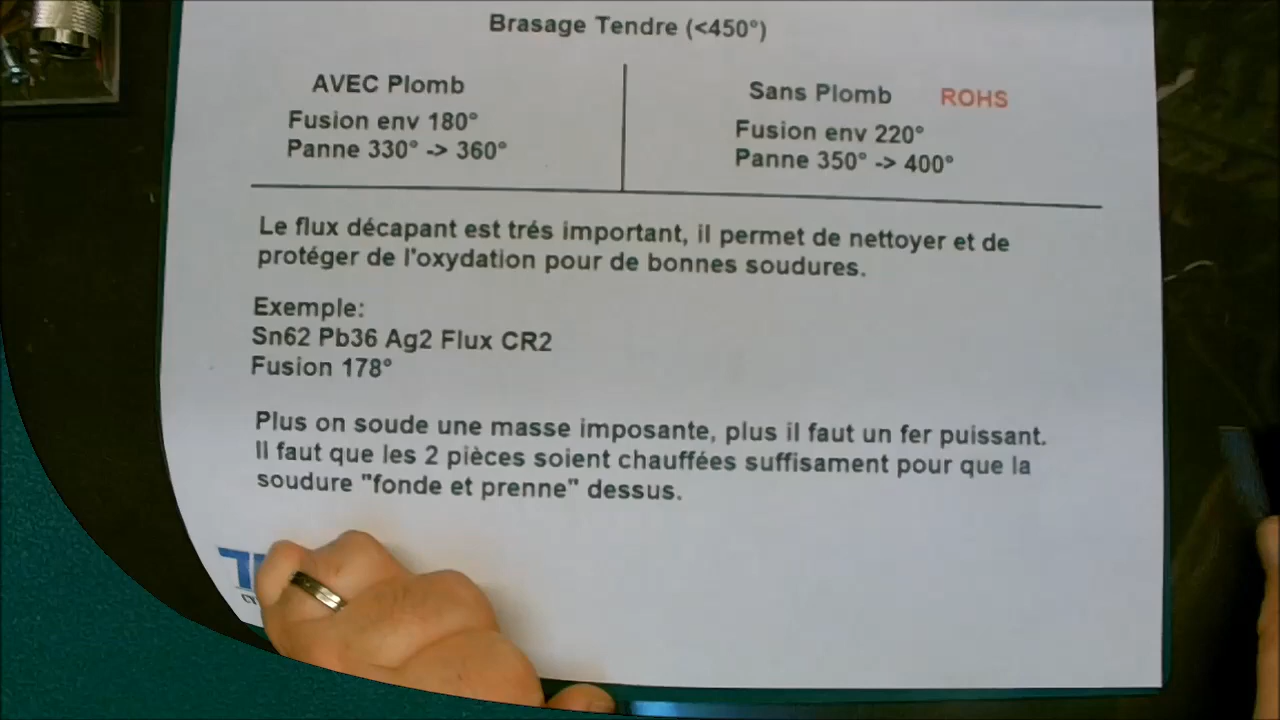 Brasage Tendre (<450°)
AVEC Plomb
Fusion env 180°
Panne 330° -> 360°
Sans Plomb ROHS
Fusion env 220°
Panne 350° -> 400°
Le flux décapant est trés important, il permet de nettoyer et de
protéger de l'oxydation pour de bonnes soudures.
Exemple:
Sn62 Pb36 Ag2 Flux CR2
Fusion 178°
Plus on soude une masse imposante, plus il faut un fer puissant.
Il faut que les 2 pièces soient chauffées suffisament pour que la
soudure "fonde et prenne" dessus.